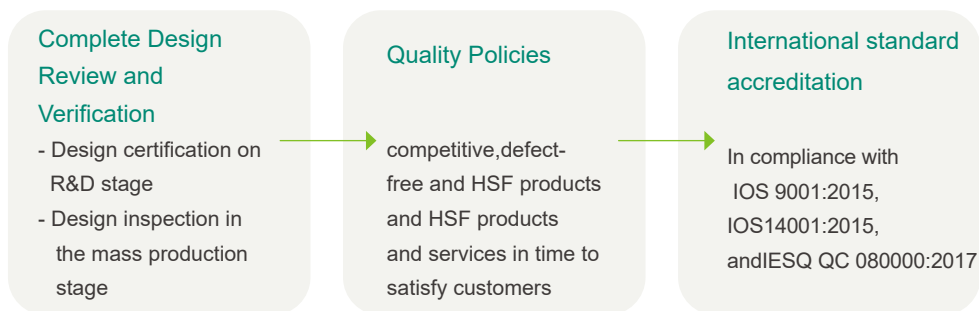 Complete Design
Review and
Verification
- Design certification on
R&D stage
- Design inspection in
the mass production
stage
Quality Policies
competitive,defect-
free and HSF products
and HSF products
and services in time to
satisfy customers
International standard
accreditation
In compliance with
IOS 9001:2015,
IOS14001:2015,
andIESQ QC 080000:2017